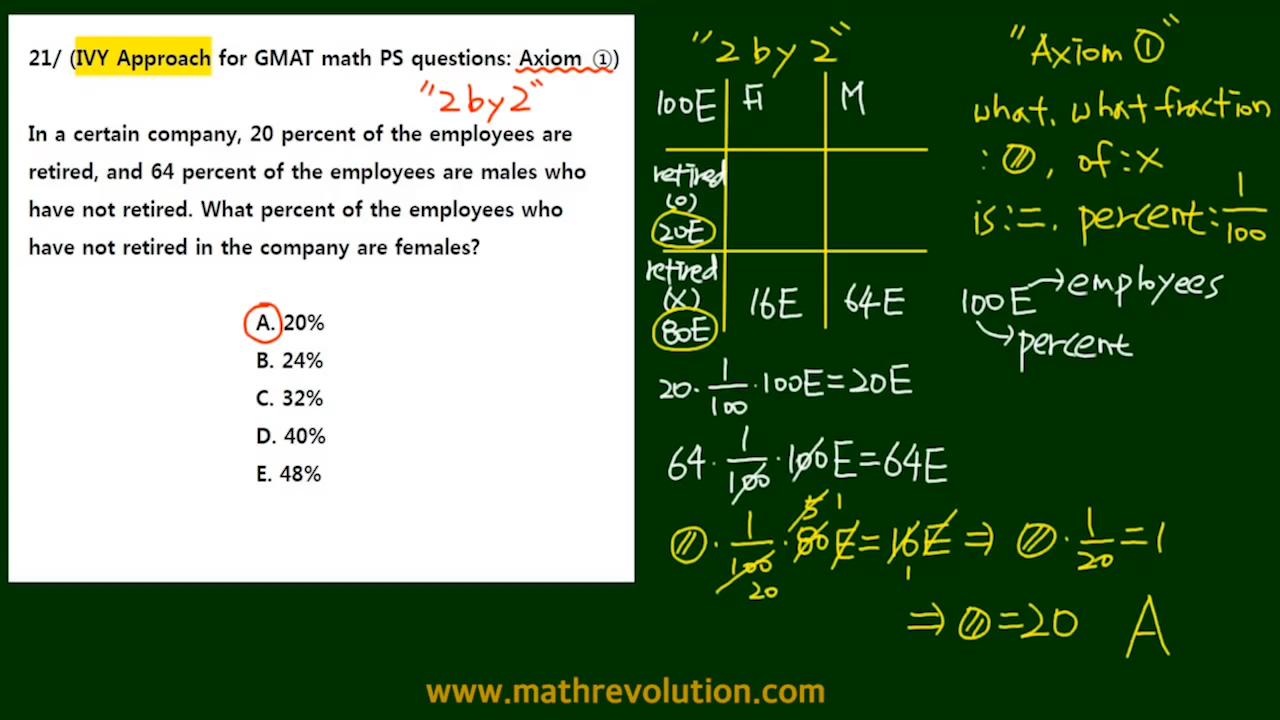 21/ (IVY Approach for GMAT math PS questions: Axiom ①)
"2 by 2"
In a certain company, 20 percent of the employees are
retired, and 64 percent of the employees are males who
have not retired. What percent of the employees who
have not retired in the company are females?
A. 20%
B. 24%
C. 32%
D. 40%
E. 48%
"2 by 2"
100E F M
retired
(o)
20E
retired
(x)
80E 16E 64E
20 · 1/100 · 100E = 20E
64 · 1/100 · 100E = 64E
· 1/100 · 80E = 16E ⇒ · 1/20 = 1
20 5 1 1
⇒ = 20 A
"Axiom ①"
what, what fraction
: , of : x
is : =, percent : 1/100
100E → employees
→ percent
www.mathrevolution.com